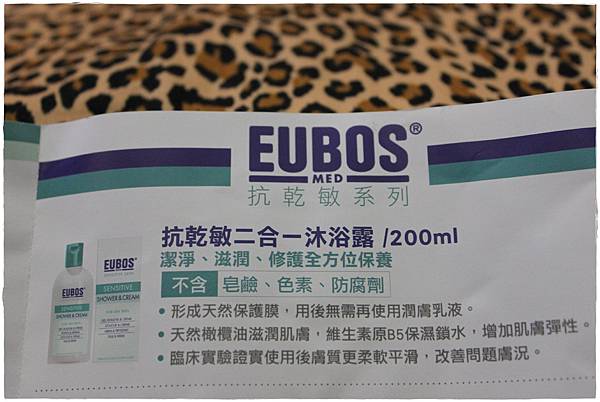 EUBOS®
MED
抗乾敏系列
抗乾敏二合一沐浴露 /200ml
潔淨、滋潤、修護全方位保養
不含 皂鹼、色素、防腐劑
• 形成天然保護膜，用後無需再使用潤膚乳液。
• 天然橄欖油滋潤肌膚，維生素原B5保濕鎖水，增加肌膚彈性。
• 臨床實驗證實使用後膚質更柔軟平滑，改善問題膚況。
EUBOS
SENSITIVE
SHOWER & CREAM
EUBOS
SENSITIVE
SHOWER & CREAM